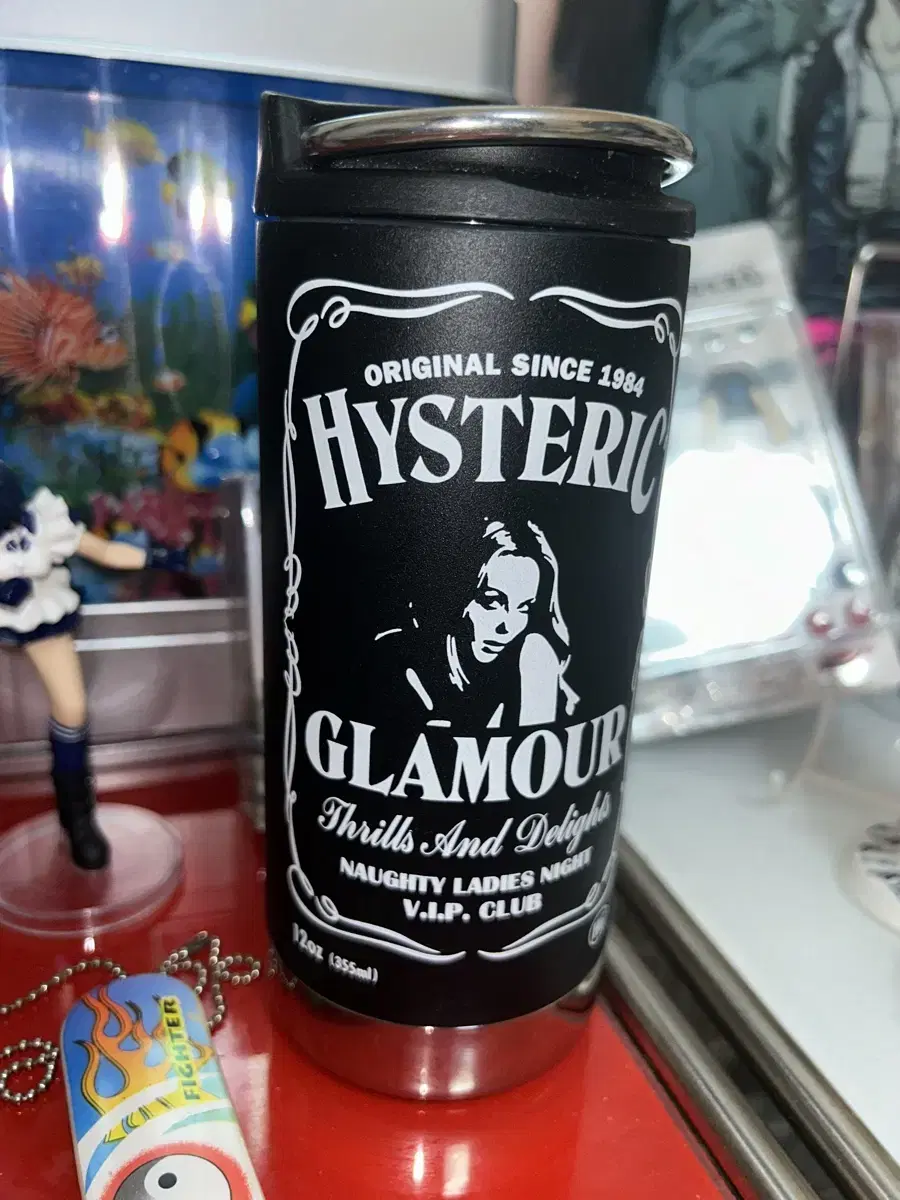 ORIGINAL SINCE 1984
HYSTERIC
GLAMOUR
Thrills And Delights
NAUGHTY LADIES NIGHT
V.I.P. CLUB
12oz (355ml)
FIGHTER